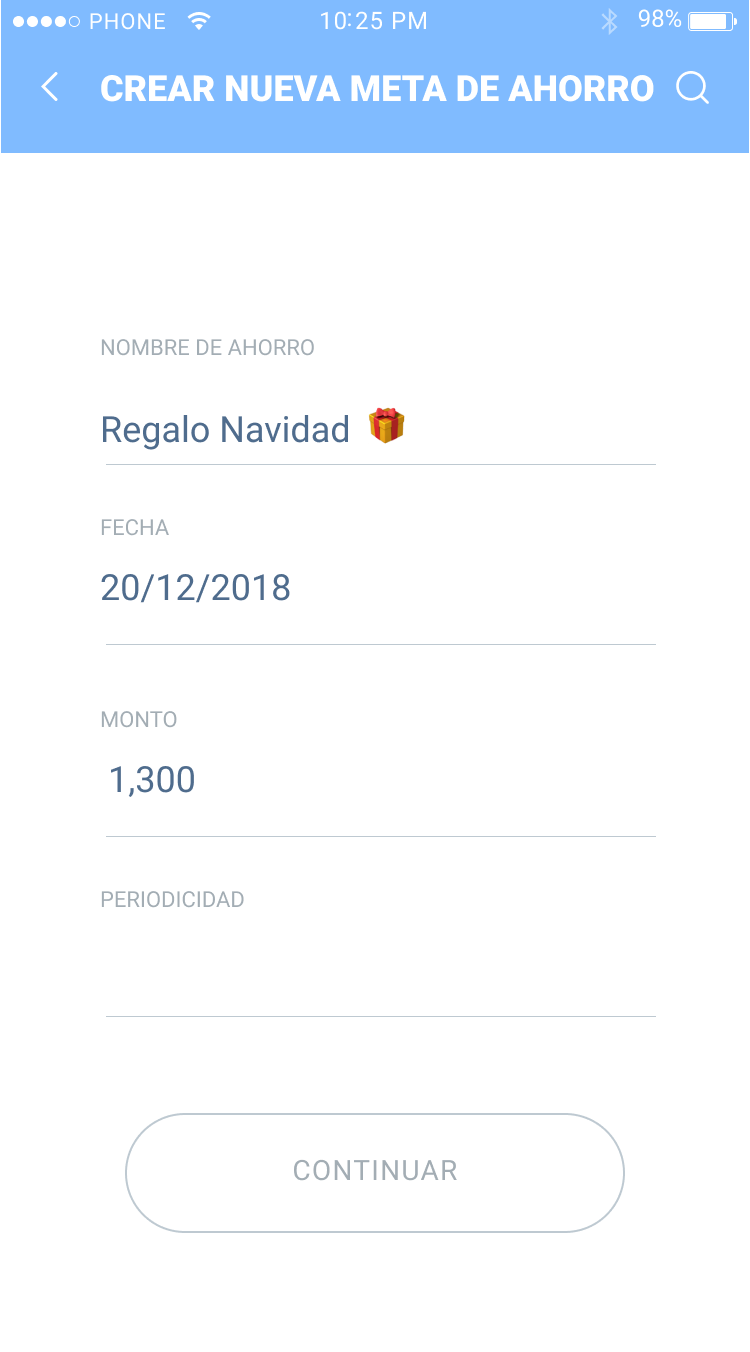 PHONE 10:25 PM 98%
CREAR NUEVA META DE AHORRO
NOMBRE DE AHORRO
Regalo Navidad 🎁
FECHA
20/12/2018
MONTO
1,300
PERIODICIDAD
CONTINUAR